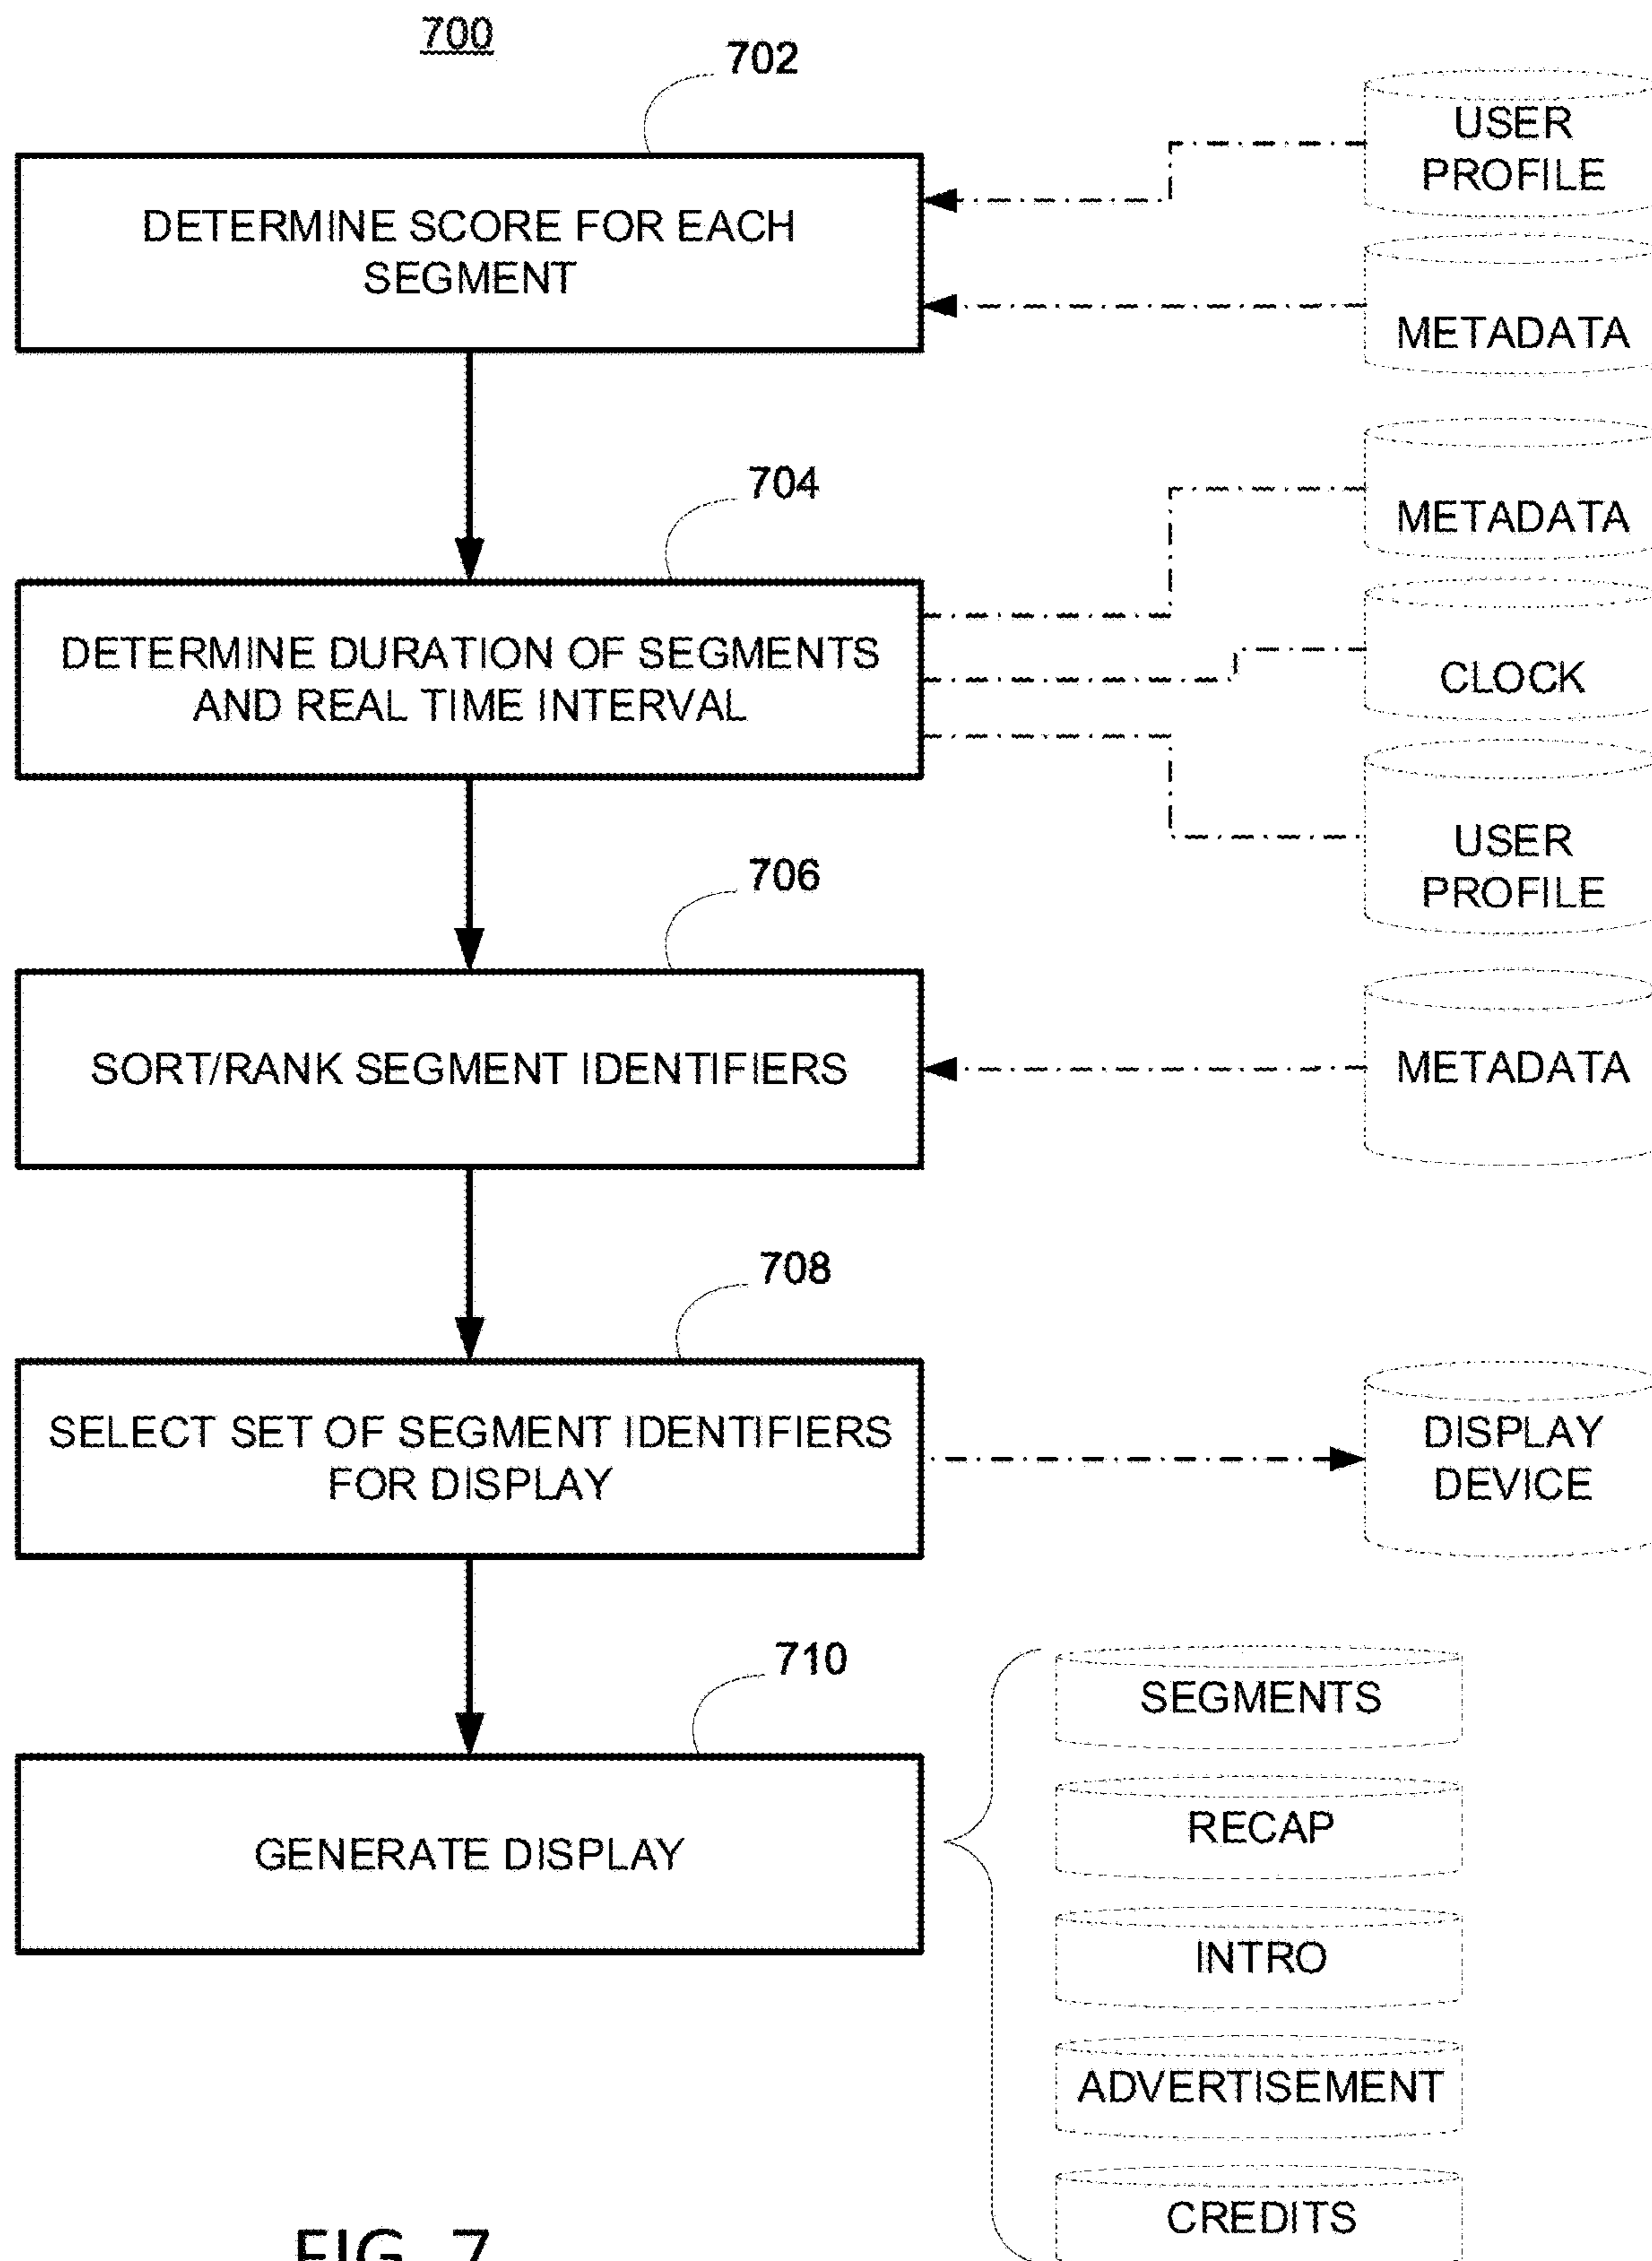 700
702
DETERMINE SCORE FOR EACH
SEGMENT
USER
PROFILE
METADATA
704
DETERMINE DURATION OF SEGMENTS
AND REAL TIME INTERVAL
METADATA
CLOCK
USER
PROFILE
706
SORT/RANK SEGMENT IDENTIFIERS
METADATA
708
SELECT SET OF SEGMENT IDENTIFIERS
FOR DISPLAY
DISPLAY
DEVICE
710
GENERATE DISPLAY
SEGMENTS
RECAP
INTRO
ADVERTISEMENT
CREDITS
FIG. 7